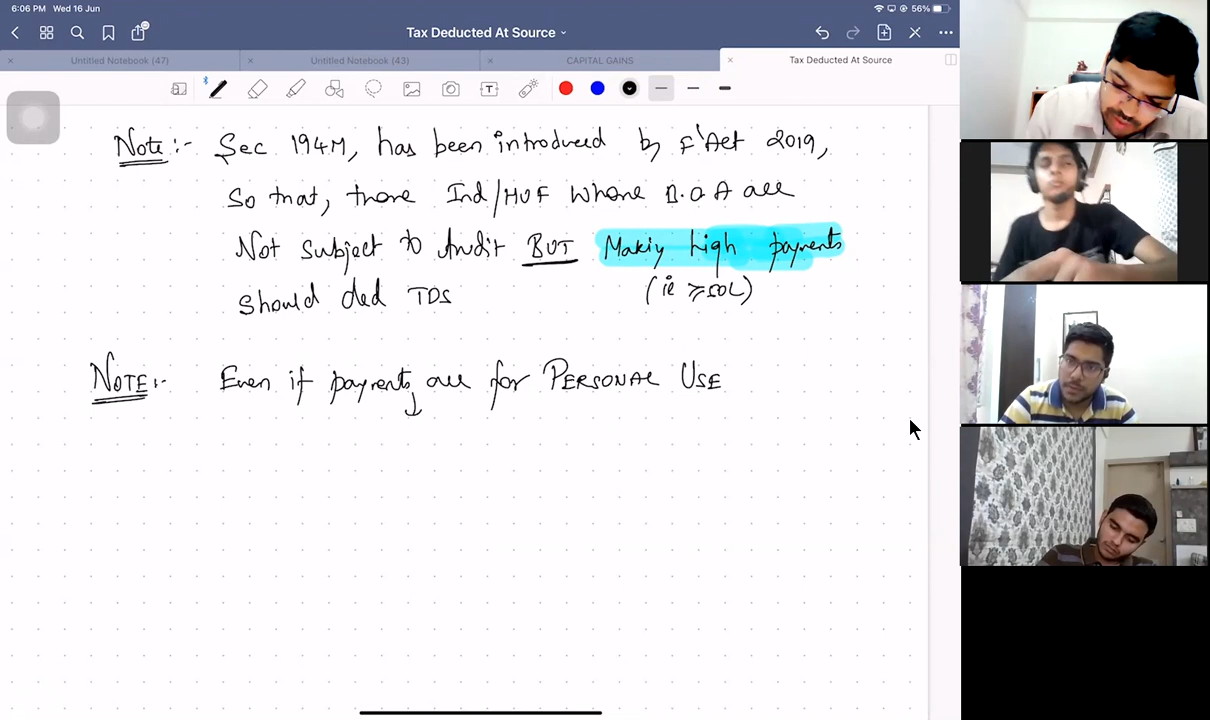 6:06 PM Wed 16 Jun
56%
Tax Deducted At Source
Untitled Notebook (47)
Untitled Notebook (43)
CAPITAL GAINS
Tax Deducted At Source
Note:- Sec 194M, has been introduced by F'Act 2019,
So that, those Ind/HUF whose B.O.A are
Not subject to Audit BUT Making high payments
should ded TDS (ie ≥50L)
NOTE:- Even if payments are for PERSONAL USE